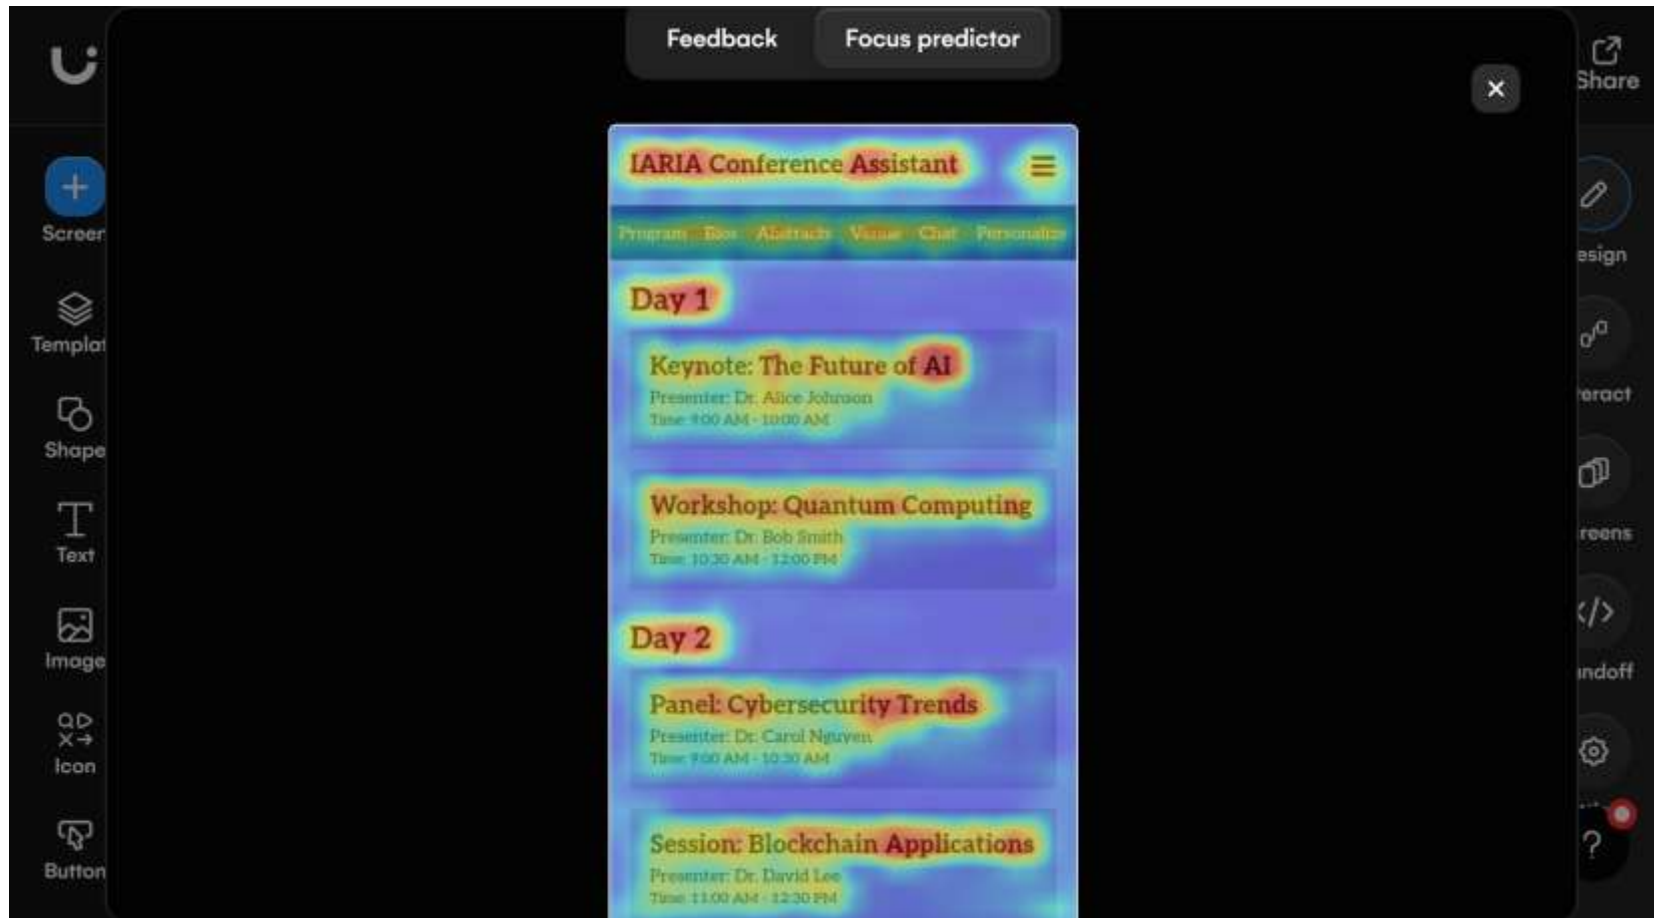 Feedback Focus predictor
Share
Screen
Templat
Shape
Text
Image
Icon
Button
IARIA Conference Assistant
Program Bios Abstracts Venue Chat Personalize
Day 1
Keynote: The Future of AI
Presenter: Dr. Alice Johnson
Time: 9:00 AM - 10:00 AM
Workshop: Quantum Computing
Presenter: Dr. Bob Smith
Time: 10:30 AM - 12:00 PM
Day 2
Panel: Cybersecurity Trends
Presenter: Dr. Carol Nguyen
Time: 9:00 AM - 10:30 AM
Session: Blockchain Applications
Presenter: Dr. David Lee
Time: 11:00 AM - 12:30 PM
esign
eract
reens
</>
ndoff
?